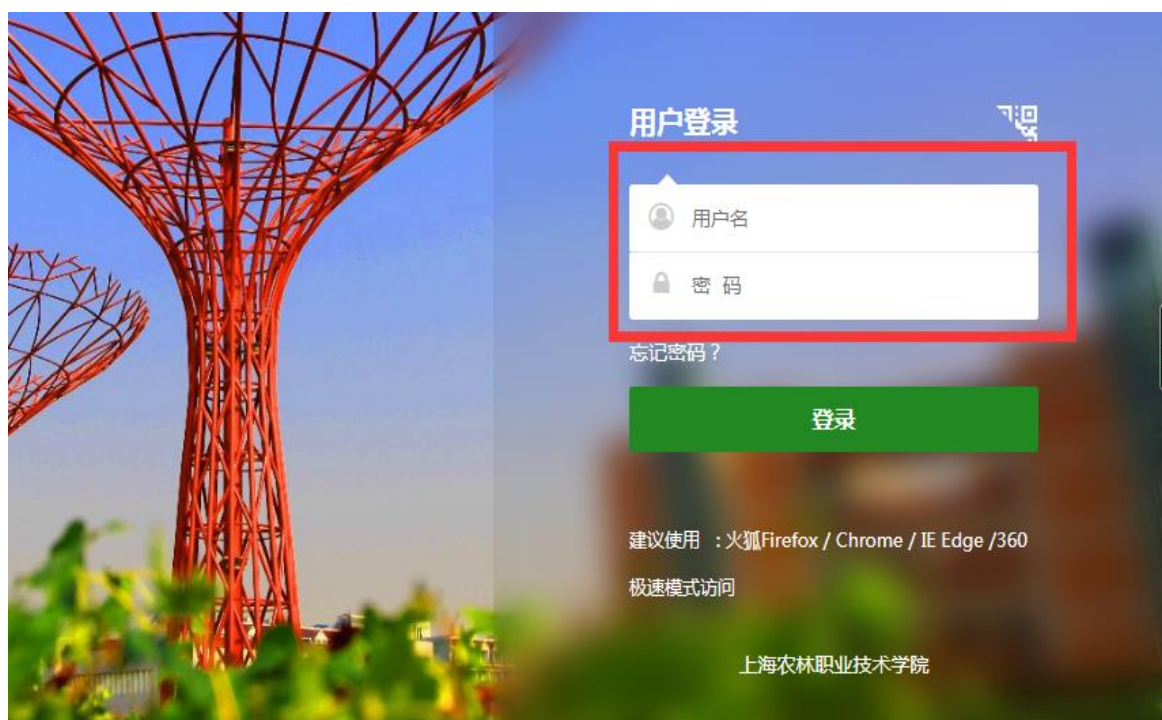 用户登录
用户名
密 码
忘记密码？
登录
建议使用 ：火狐Firefox / Chrome / IE Edge /360
极速模式访问
上海农林职业技术学院